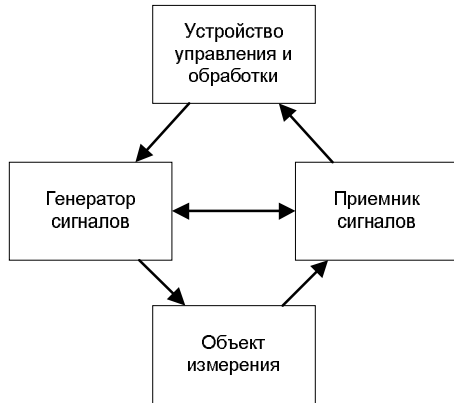 Устройство
управления и
обработки
Генератор
сигналов
Приемник
сигналов
Объект
измерения